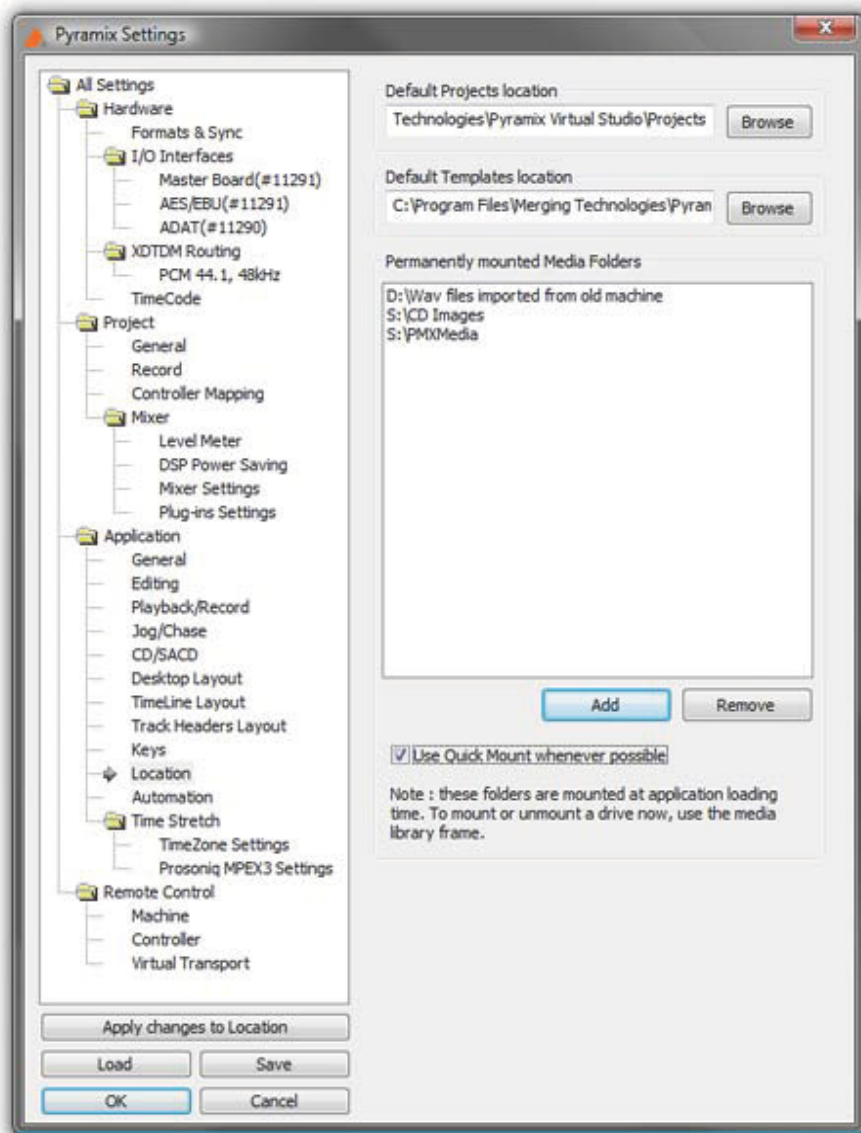 Pyramix Settings
All Settings
Hardware
Formats & Sync
I/O Interfaces
Master Board(#11291)
AES/EBU(#11291)
ADAT(#11290)
XDTDM Routing
PCM 44.1, 48kHz
TimeCode
Project
General
Record
Controller Mapping
Mixer
Level Meter
DSP Power Saving
Mixer Settings
Plug-ins Settings
Application
General
Editing
Playback/Record
Jog/Chase
CD/SACD
Desktop Layout
TimeLine Layout
Track Headers Layout
Keys
Location
Automation
Time Stretch
TimeZone Settings
Prosoniq MPEX3 Settings
Remote Control
Machine
Controller
Virtual Transport
Apply changes to Location
Load
Save
OK
Cancel
Default Projects location
Technologies\Pyramix Virtual Studio\Projects
Browse
Default Templates location
C:\Program Files\Merging Technologies\Pyran
Browse
Permanently mounted Media Folders
D:\Wav files imported from old machine
S:\CD Images
S:\PMXMedia
Add
Remove
Use Quick Mount whenever possible
Note : these folders are mounted at application loading
time. To mount or unmount a drive now, use the media
library frame.